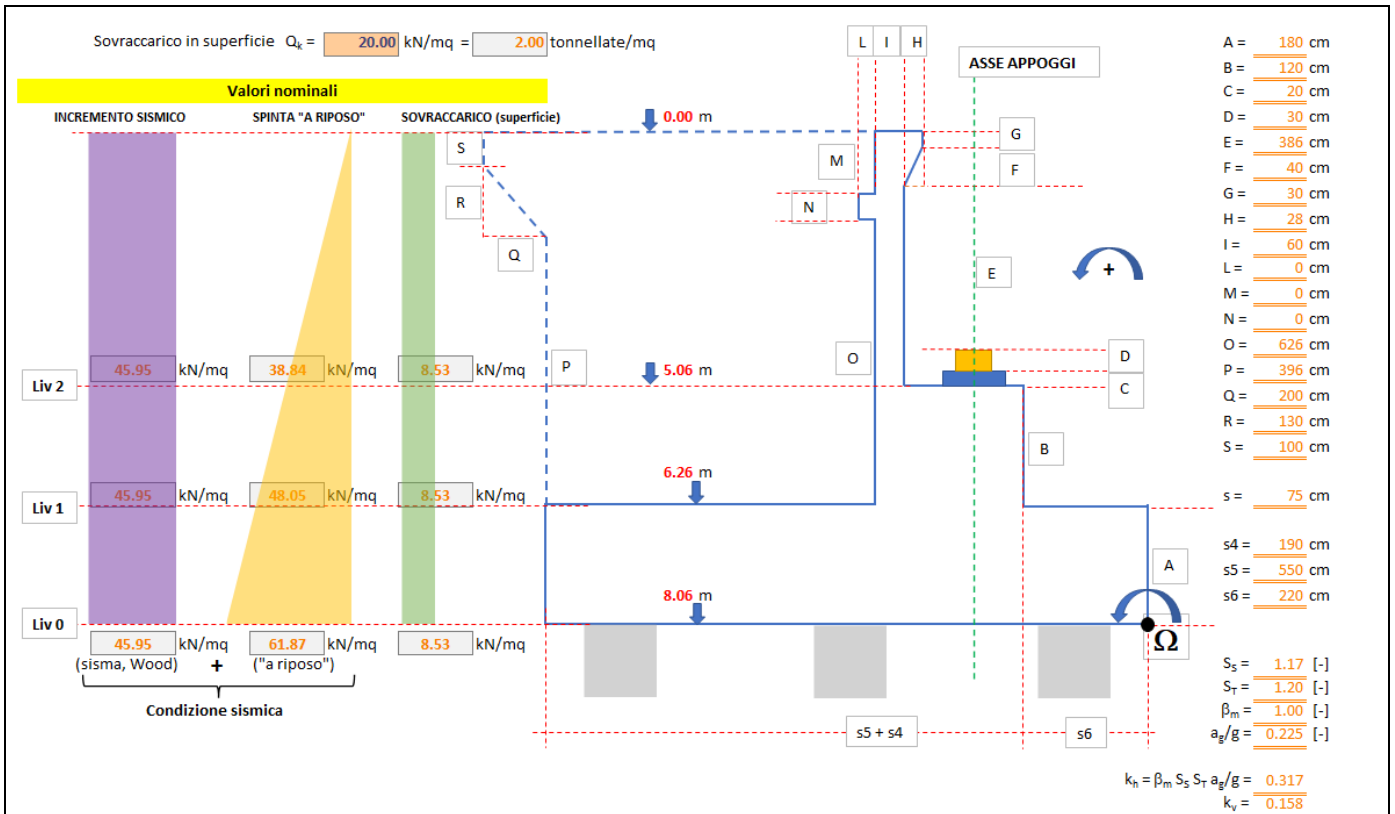 Sovraccarico in superficie Qk = 20.00 kN/mq = 2.00 tonnellate/mq
Valori nominali
INCREMENTO SISMICO SPINTA "A RIPOSO" SOVRACCARICO (superficie)
L I H
ASSE APPOGGI
0.00 m
S
M
G
F
R
N
Q
E
+
Liv 2
45.95 kN/mq 38.84 kN/mq 8.53 kN/mq
P
5.06 m
O
D
C
B
Liv 1
45.95 kN/mq 48.05 kN/mq 8.53 kN/mq
6.26 m
A
Liv 0
8.06 m
45.95 kN/mq 61.87 kN/mq 8.53 kN/mq
Ω
(sisma, Wood) + ("a riposo")
Condizione sismica
s5 + s4 s6
A = 180 cm
B = 120 cm
C = 20 cm
D = 30 cm
E = 386 cm
F = 40 cm
G = 30 cm
H = 28 cm
I = 60 cm
L = 0 cm
M = 0 cm
N = 0 cm
O = 626 cm
P = 396 cm
Q = 200 cm
R = 130 cm
S = 100 cm
s = 75 cm
s4 = 190 cm
s5 = 550 cm
s6 = 220 cm
SS = 1.17 [-]
ST = 1.20 [-]
βm = 1.00 [-]
ag/g = 0.225 [-]
kh = βm SS ST ag/g = 0.317
kv = 0.158